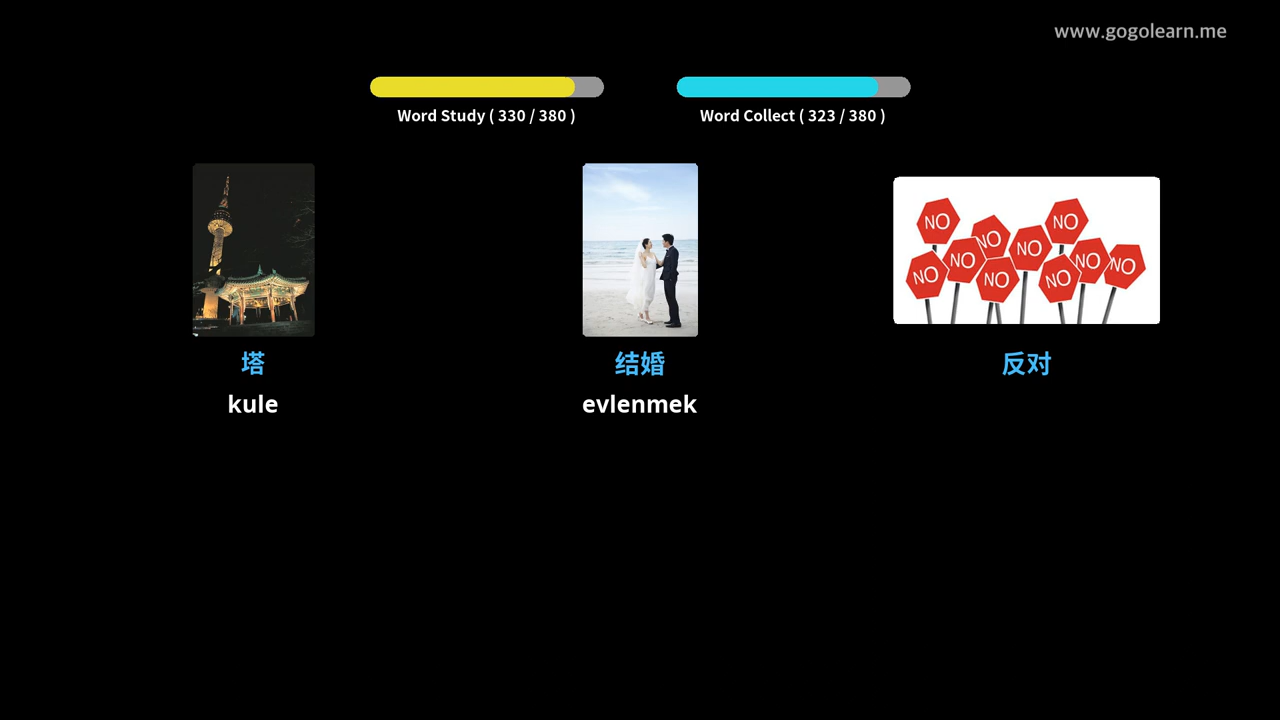 www.gogolearn.me
Word Study ( 330 / 380 )
Word Collect ( 323 / 380 )
NO
NO
NO
NO
NO
NO
NO
NO
NO
NO
塔
结婚
反对
kule
evlenmek